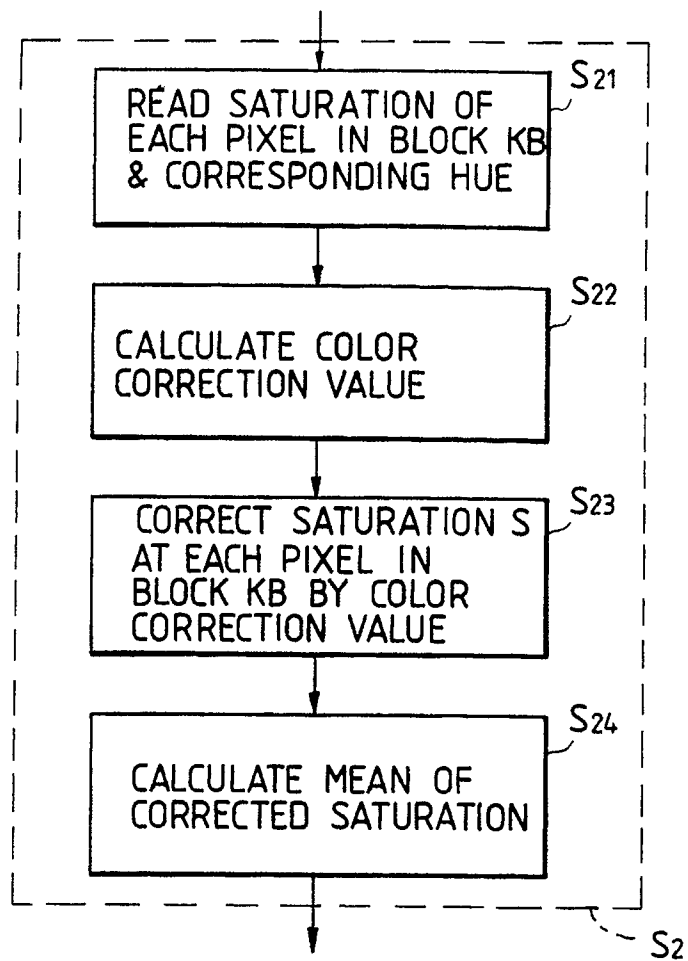 S21
READ SATURATION OF
EACH PIXEL IN BLOCK KB
& CORRESPONDING HUE
S22
CALCULATE COLOR
CORRECTION VALUE
S23
CORRECT SATURATION S
AT EACH PIXEL IN
BLOCK KB BY COLOR
CORRECTION VALUE
S24
CALCULATE MEAN OF
CORRECTED SATURATION
S2